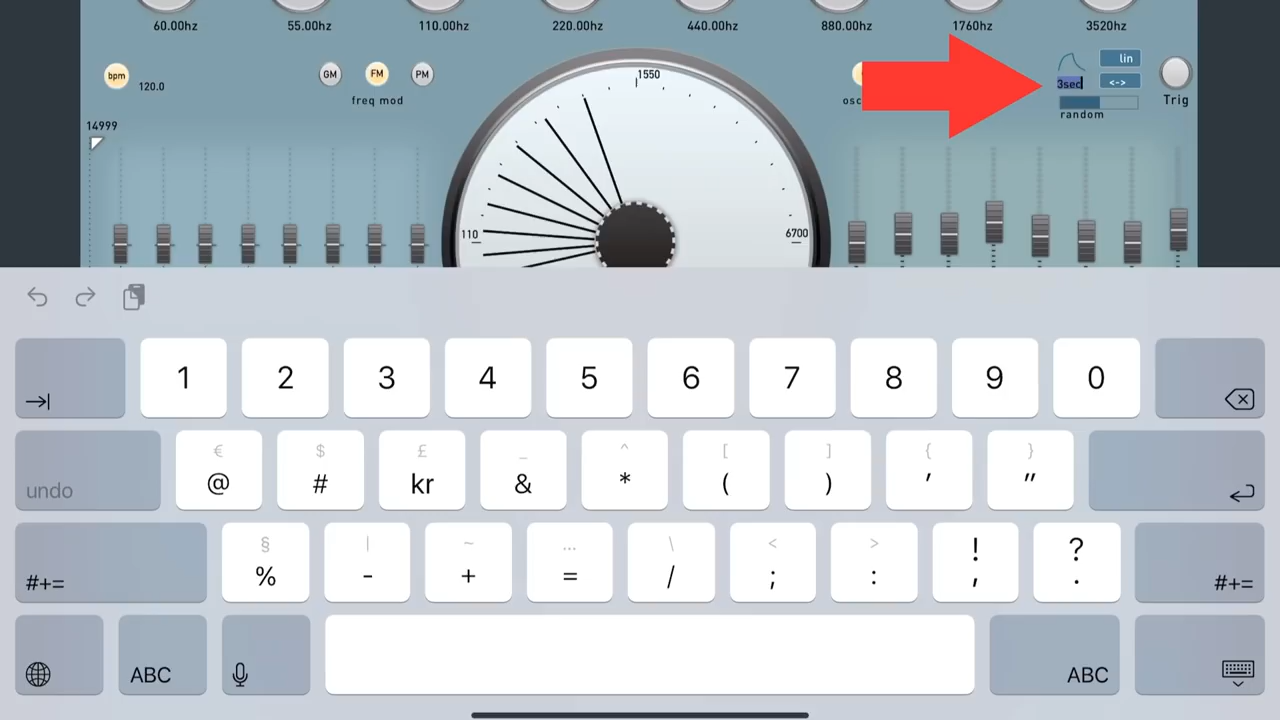 60.00hz 55.00hz 110.00hz 220.00hz 440.00hz 880.00hz 1760hz 3520hz
1550
lin
bpm
120.0
GM FM PM
freq mod
3sec
<->
Trig
random
14999
110
6700
1 2 3 4 5 6 7 8 9 0
undo
€ $ £ _ ^ [ ] { }
@ # kr & * ( ) ' "
§ | ~ … \ < > ! ?
#+= % - + = / ; : , . #+=
ABC ABC